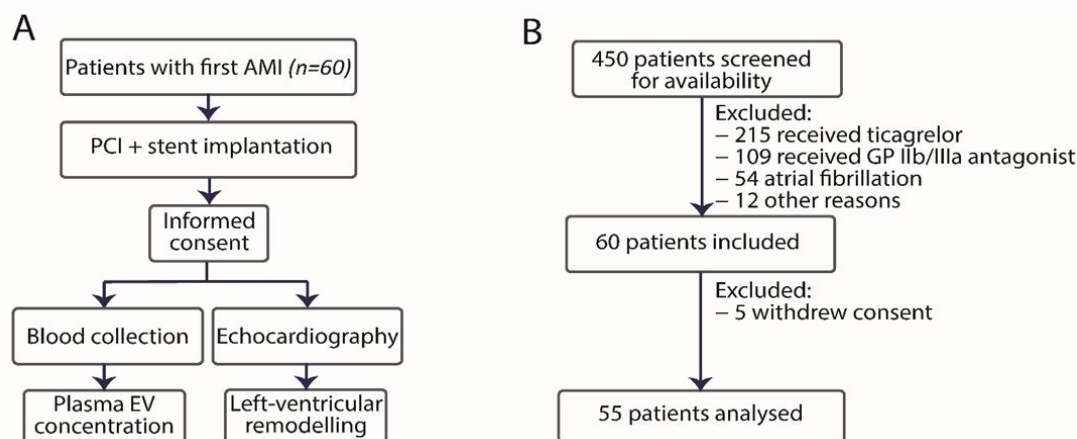 A
Patients with first AMI (n=60)
PCI + stent implantation
Informed
consent
Blood collection
Echocardiography
Plasma EV
concentration
Left-ventricular
remodelling
B
450 patients screened
for availability
Excluded:
– 215 received ticagrelor
– 109 received GP IIb/IIIa antagonist
– 54 atrial fibrillation
– 12 other reasons
60 patients included
Excluded:
– 5 withdrew consent
55 patients analysed